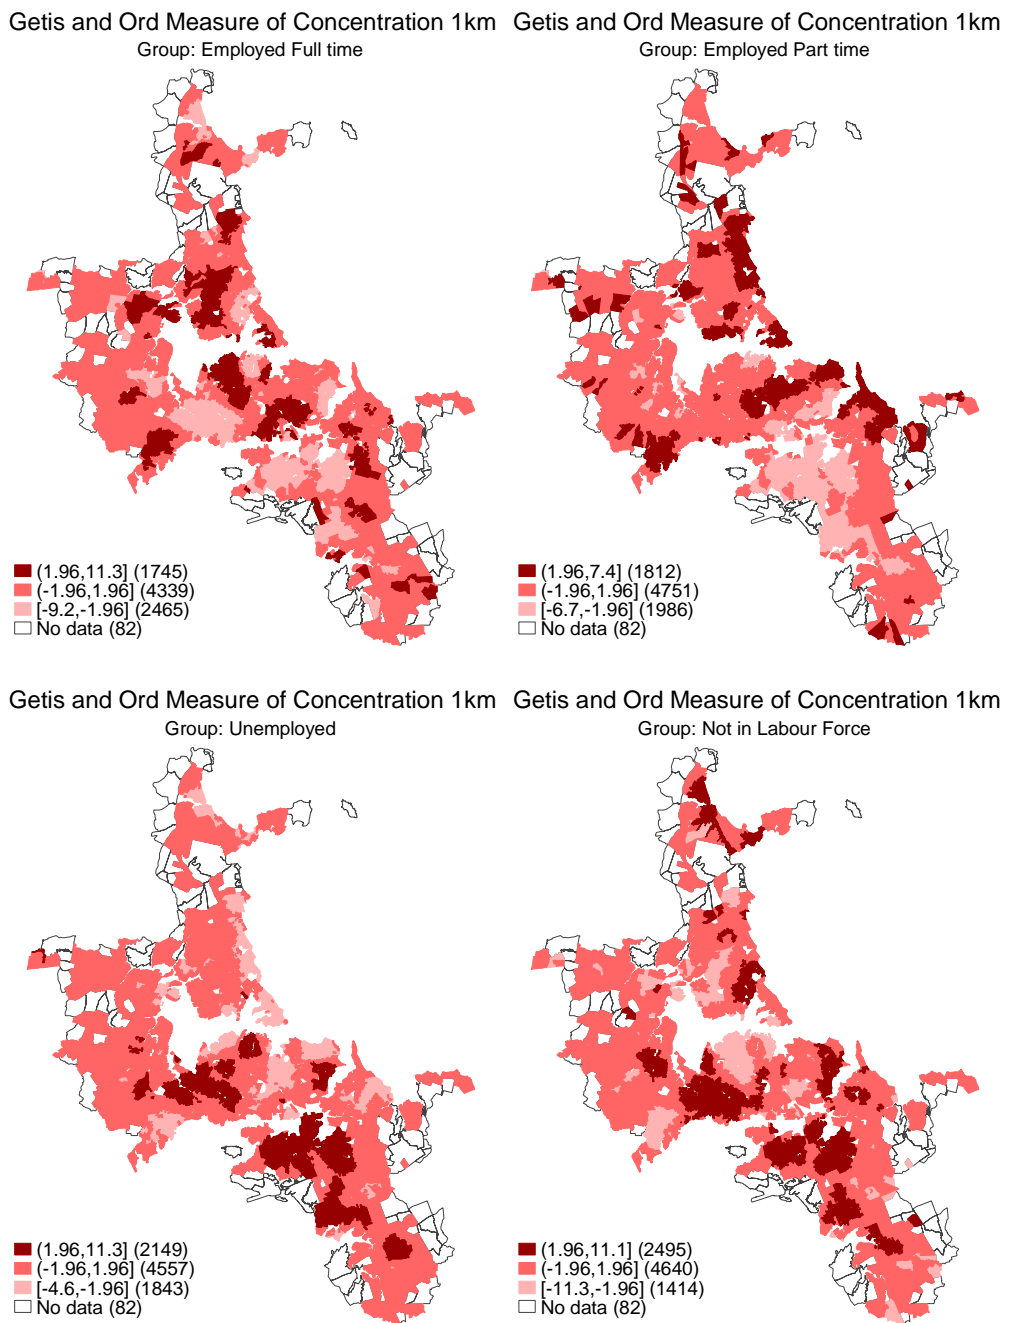 Getis and Ord Measure of Concentration 1km
Group: Employed Full time
(1.96,11.3] (1745)
(-1.96,1.96] (4339)
[-9.2,-1.96] (2465)
No data (82)
Getis and Ord Measure of Concentration 1km
Group: Employed Part time
(1.96,7.4] (1812)
(-1.96,1.96] (4751)
[-6.7,-1.96] (1986)
No data (82)
Getis and Ord Measure of Concentration 1km
Group: Unemployed
(1.96,11.3] (2149)
(-1.96,1.96] (4557)
[-4.6,-1.96] (1843)
No data (82)
Getis and Ord Measure of Concentration 1km
Group: Not in Labour Force
(1.96,11.1] (2495)
(-1.96,1.96] (4640)
[-11.3,-1.96] (1414)
No data (82)